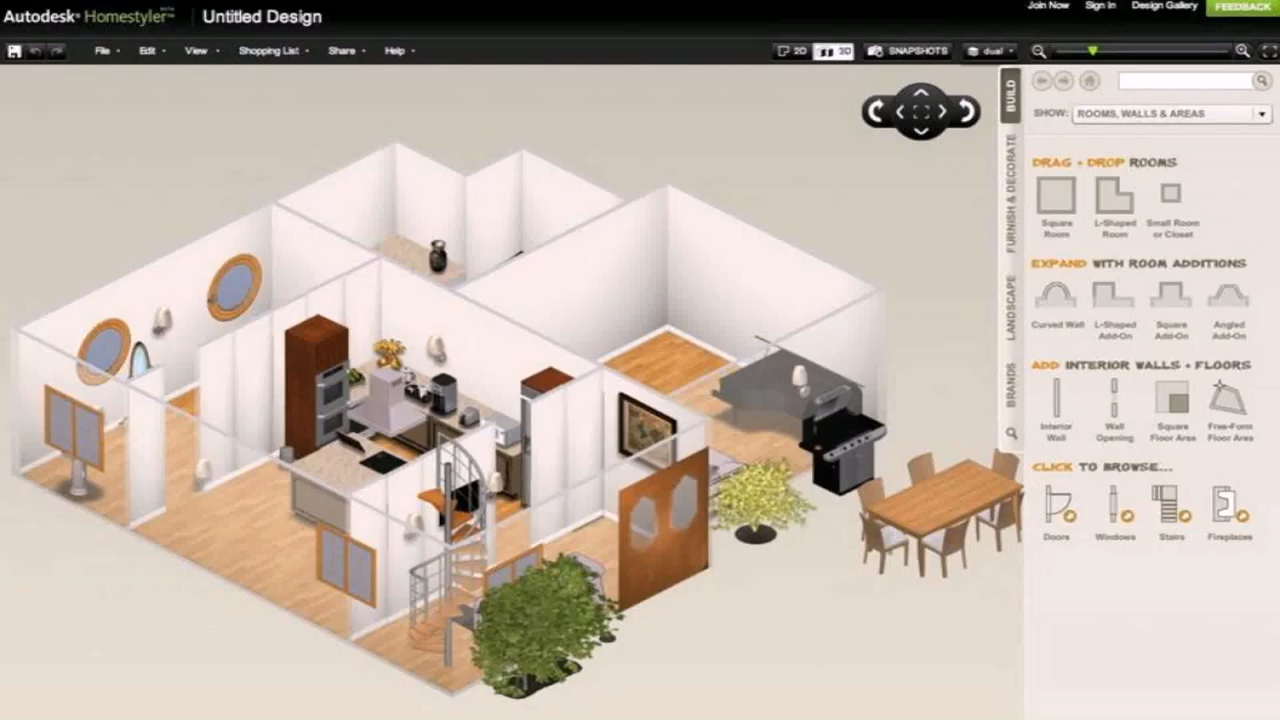 Autodesk® Homestyler™ BETA Untitled Design
Join Now Sign In Design Gallery FEEDBACK
File Edit View Shopping List Share Help
2D 3D SNAPSHOTS dual
BUILD
FURNISH & DECORATE
LANDSCAPE
BRANDS
SHOW: ROOMS, WALLS & AREAS
DRAG + DROP ROOMS
Square Room
L-Shaped Room
Small Room or Closet
EXPAND WITH ROOM ADDITIONS
Curved Wall
L-Shaped Add-On
Square Add-On
Angled Add-On
ADD INTERIOR WALLS + FLOORS
Interior Wall
Wall Opening
Square Floor Area
Free-Form Floor Area
CLICK TO BROWSE...
Doors Windows Stairs Fireplaces